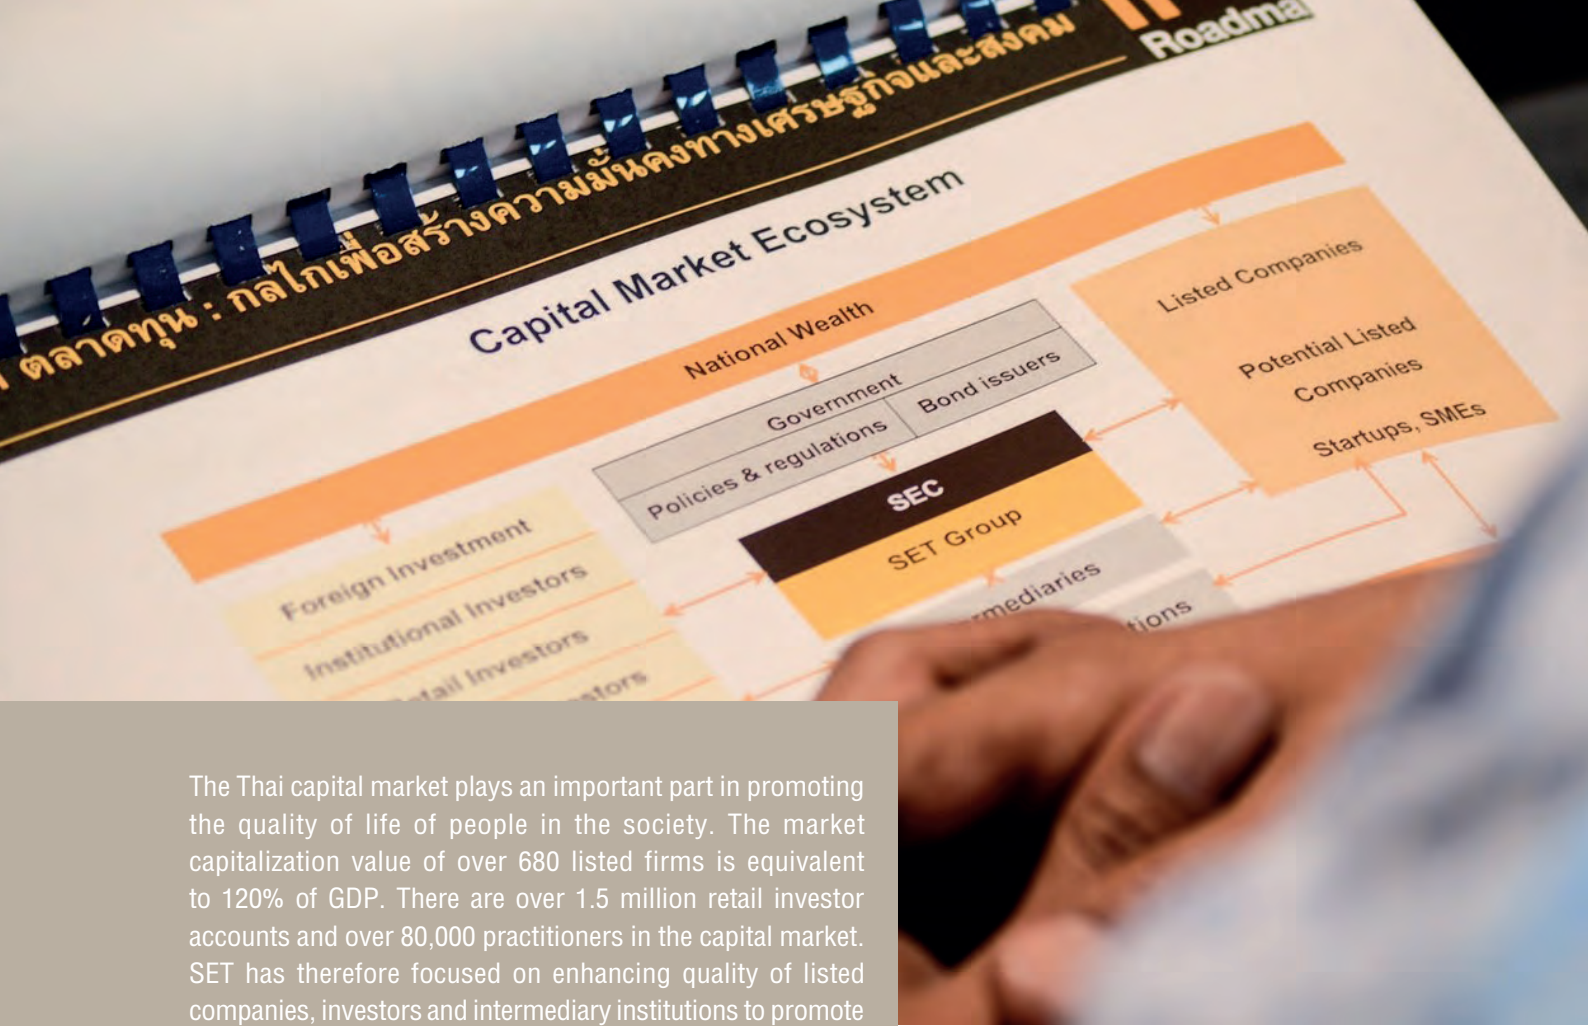 Roadma
ตลาดทุน : กลไกเพื่อสร้างความมั่นคงทางเศรษฐกิจและสังคม
Capital Market Ecosystem
National Wealth
Government
Policies & regulations
Bond issuers
SEC
SET Group
Listed Companies
Potential Listed
Companies
Startups, SMEs
Foreign Investment
Institutional Investors
Retail Investors
The Thai capital market plays an important part in promoting
the quality of life of people in the society. The market
capitalization value of over 680 listed firms is equivalent
to 120% of GDP. There are over 1.5 million retail investor
accounts and over 80,000 practitioners in the capital market.
SET has therefore focused on enhancing quality of listed
companies, investors and intermediary institutions to promote